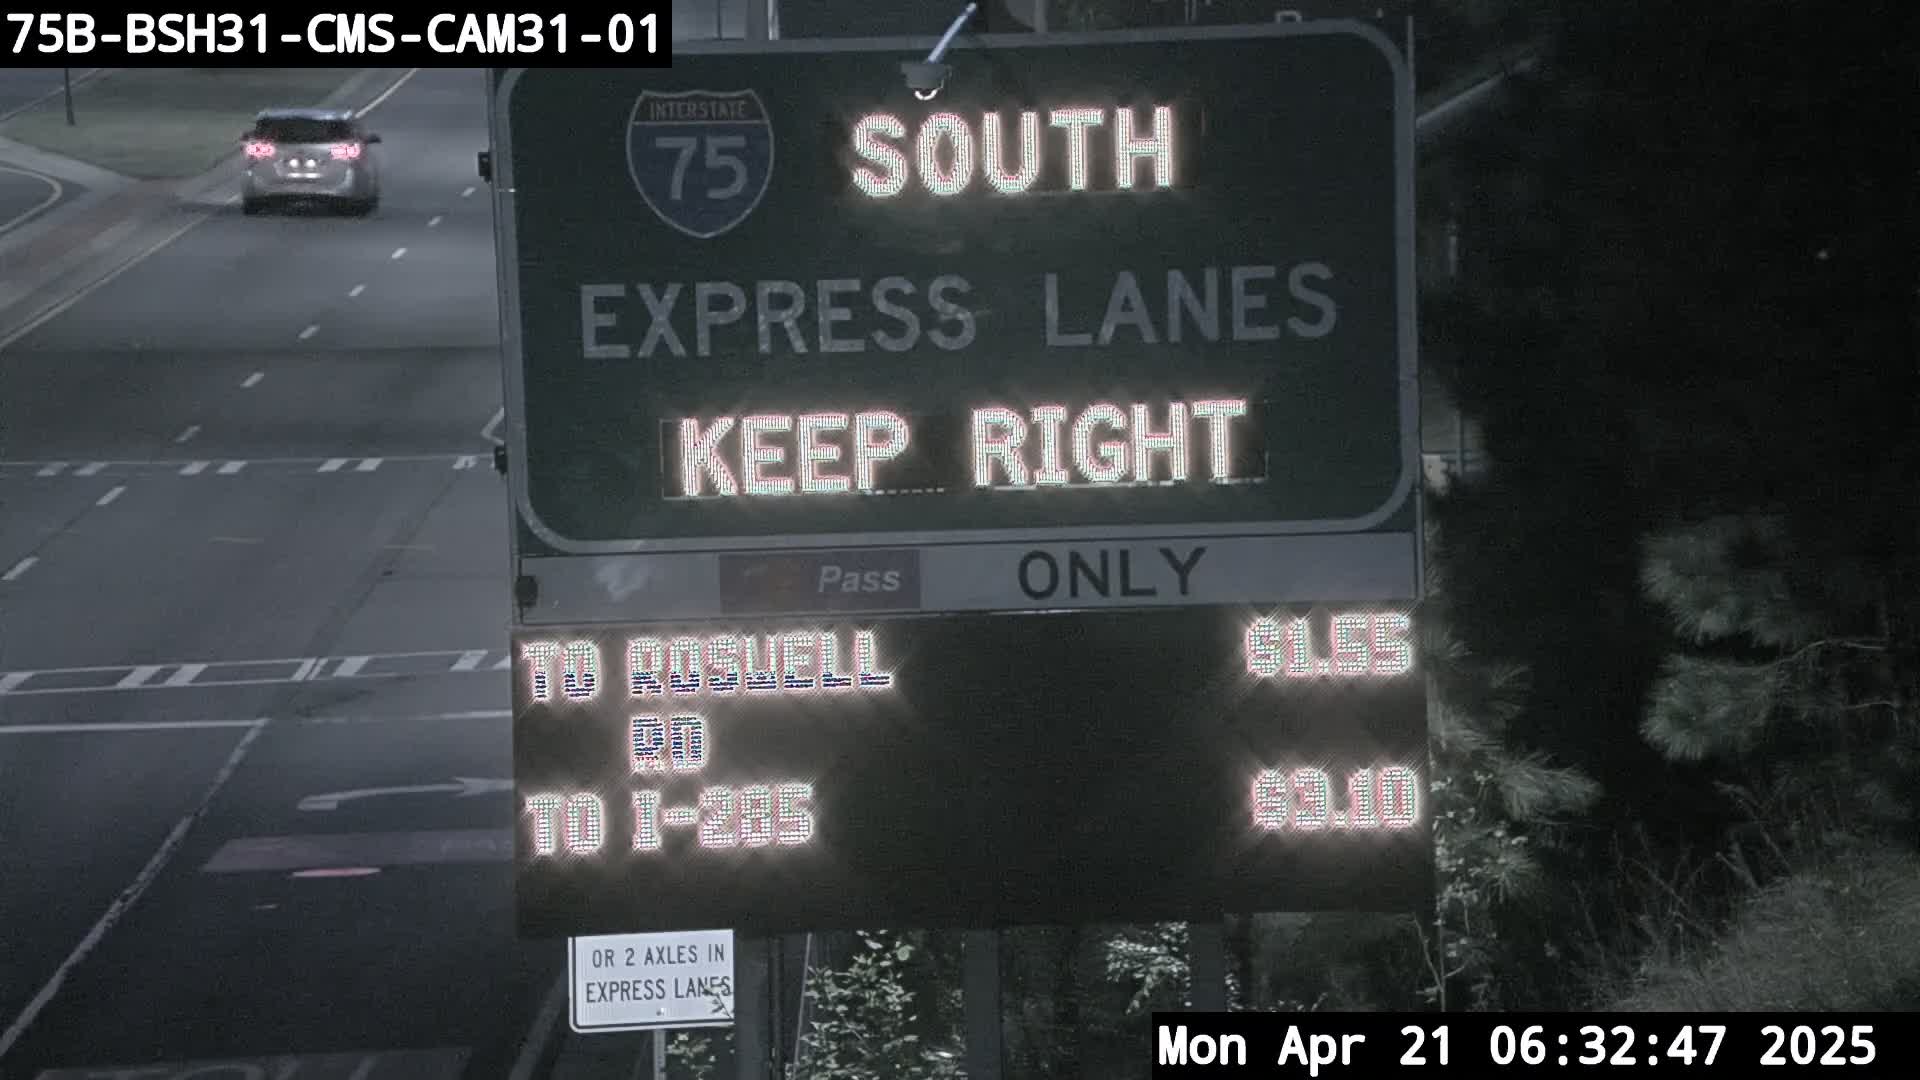 75B-BSH31-CMS-CAM31-01
INTERSTATE
75
SOUTH
EXPRESS LANES
KEEP RIGHT
Pass ONLY
TO ROSWELL $1.55
RD
TO I-285 $3.10
OR 2 AXLES IN
EXPRESS LANES
Mon Apr 21 06:32:47 2025